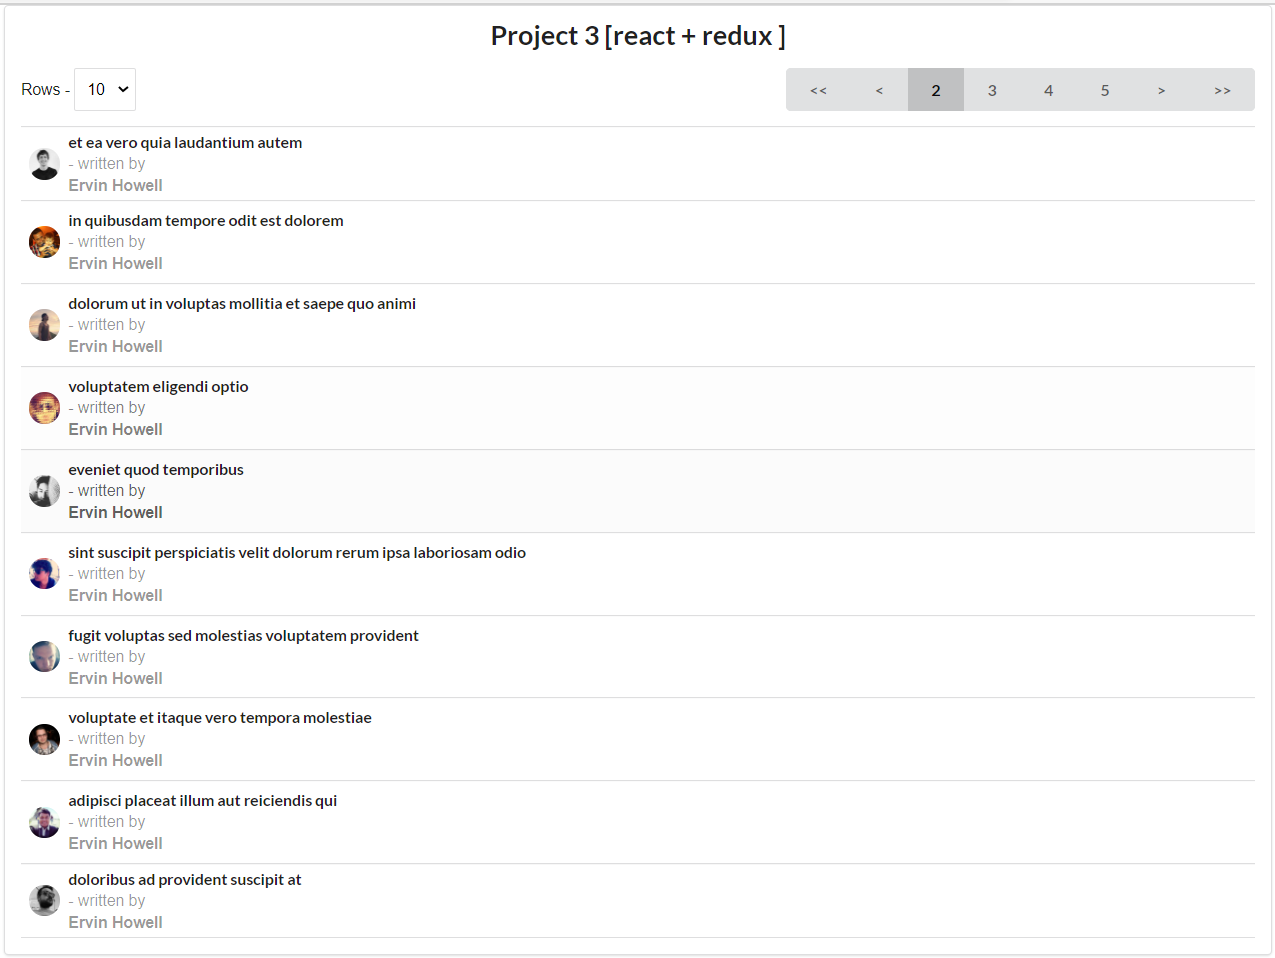 Project 3 [react + redux ]
Rows - 10 << < 2 3 4 5 > >>
et ea vero quia laudantium autem
- written by
Ervin Howell
in quibusdam tempore odit est dolorem
- written by
Ervin Howell
dolorum ut in voluptas mollitia et saepe quo animi
- written by
Ervin Howell
voluptatem eligendi optio
- written by
Ervin Howell
eveniet quod temporibus
- written by
Ervin Howell
sint suscipit perspiciatis velit dolorum rerum ipsa laboriosam odio
- written by
Ervin Howell
fugit voluptas sed molestias voluptatem provident
- written by
Ervin Howell
voluptate et itaque vero tempora molestiae
- written by
Ervin Howell
adipisci placeat illum aut reiciendis qui
- written by
Ervin Howell
doloribus ad provident suscipit at
- written by
Ervin Howell